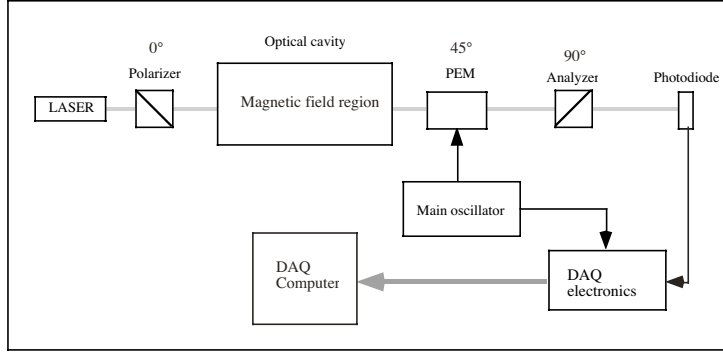 0°
Polarizer
Optical cavity
45°
PEM
90°
Analyzer
Photodiode
LASER
Magnetic field region
Main oscillator
DAQ
Computer
DAQ
electronics